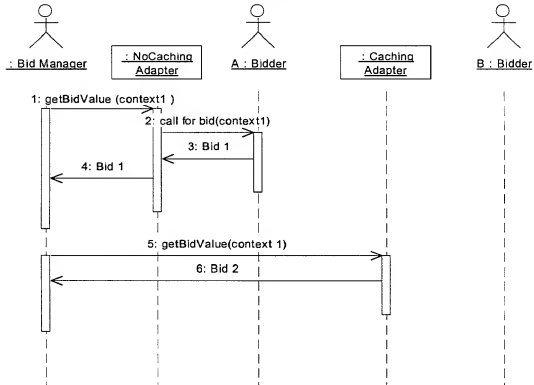 : Bid Manager
: NoCaching
Adapter
A : Bidder
: Caching
Adapter
B : Bidder
1: getBidValue (context1 )
2: call for bid(context1)
3: Bid 1
4: Bid 1
5: getBidValue(context 1)
6: Bid 2